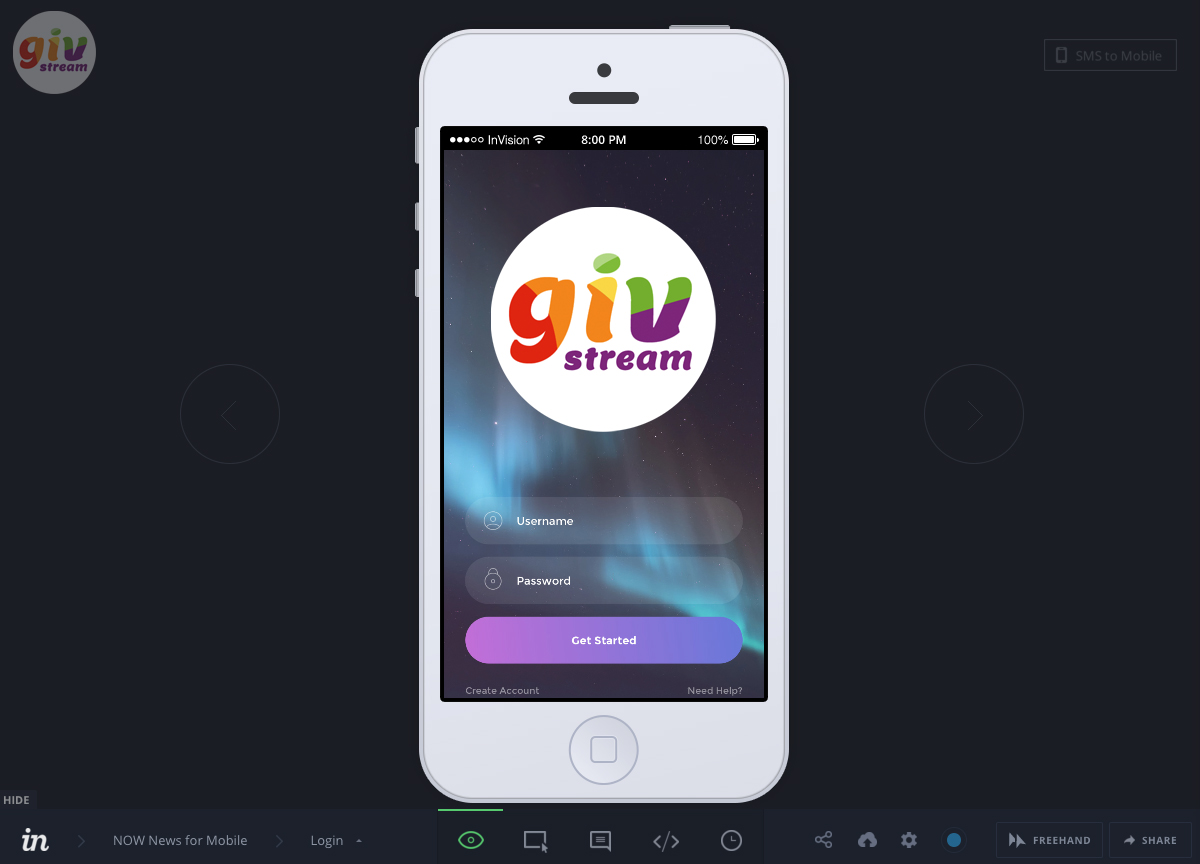 giv
stream
SMS to Mobile
InVision 8:00 PM 100%
giv
stream
Username
Password
Get Started
Create Account Need Help?
HIDE
in NOW News for Mobile Login FREEHAND SHARE